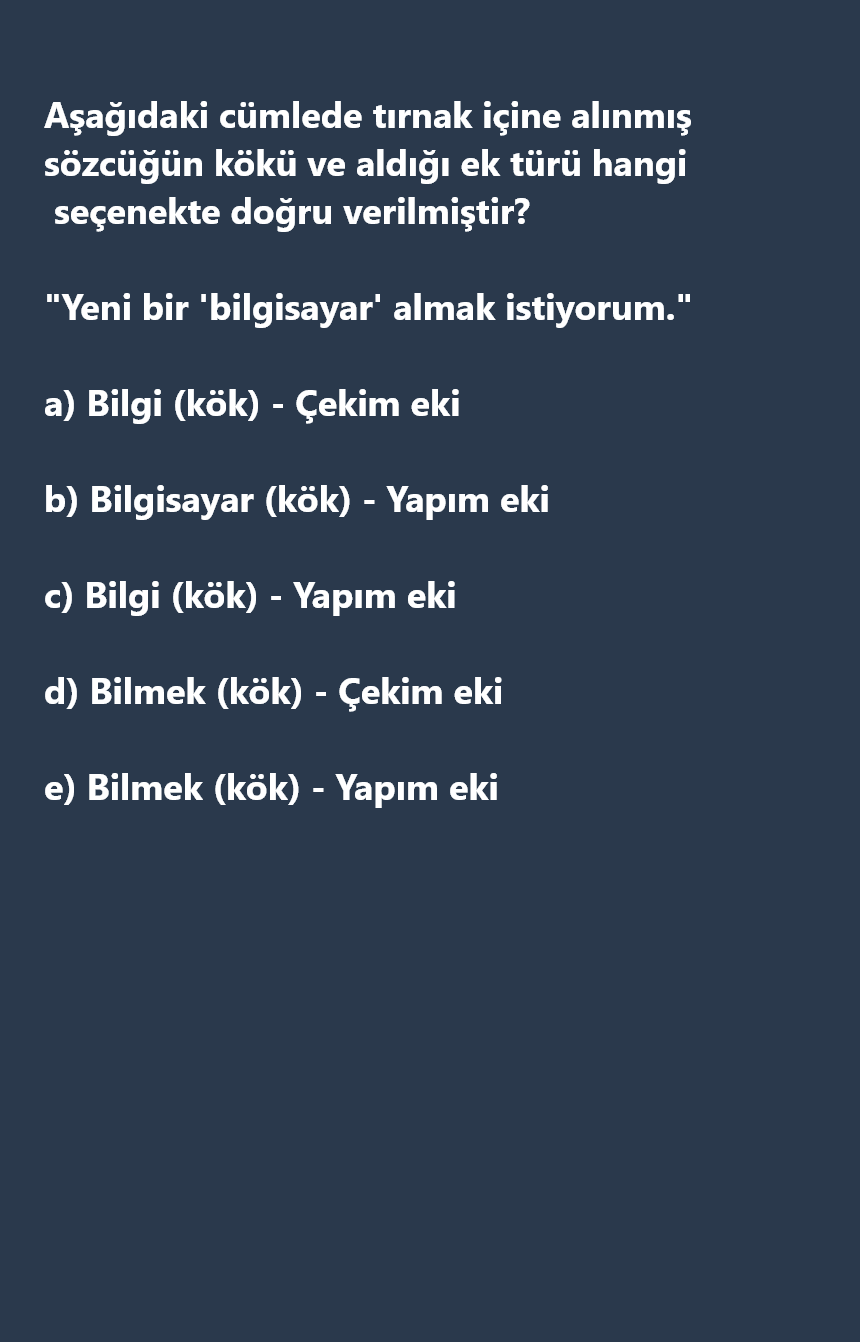 Aşağıdaki cümlede tırnak içine alınmış
sözcüğün kökü ve aldığı ek türü hangi
seçenekte doğru verilmiştir?
"Yeni bir 'bilgisayar' almak istiyorum."
a) Bilgi (kök) - Çekim eki
b) Bilgisayar (kök) - Yapım eki
c) Bilgi (kök) - Yapım eki
d) Bilmek (kök) - Çekim eki
e) Bilmek (kök) - Yapım eki